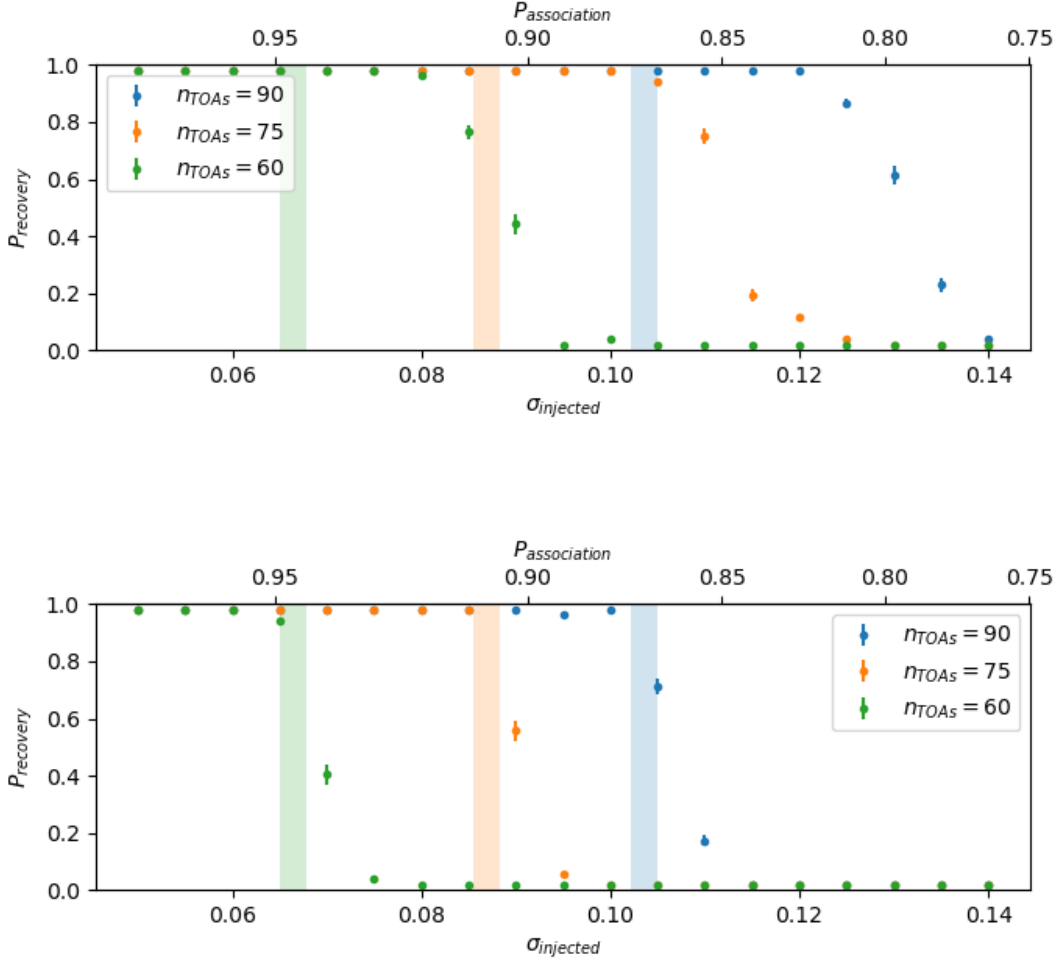 P_association
0.95 0.90 0.85 0.80 0.75
1.0
0.8
0.6
0.4
0.2
0.0
P_recovery
n_TOAs = 90
n_TOAs = 75
n_TOAs = 60
0.06 0.08 0.10 0.12 0.14
σ_injected
P_association
0.95 0.90 0.85 0.80 0.75
1.0
0.8
0.6
0.4
0.2
0.0
P_recovery
n_TOAs = 90
n_TOAs = 75
n_TOAs = 60
0.06 0.08 0.10 0.12 0.14
σ_injected